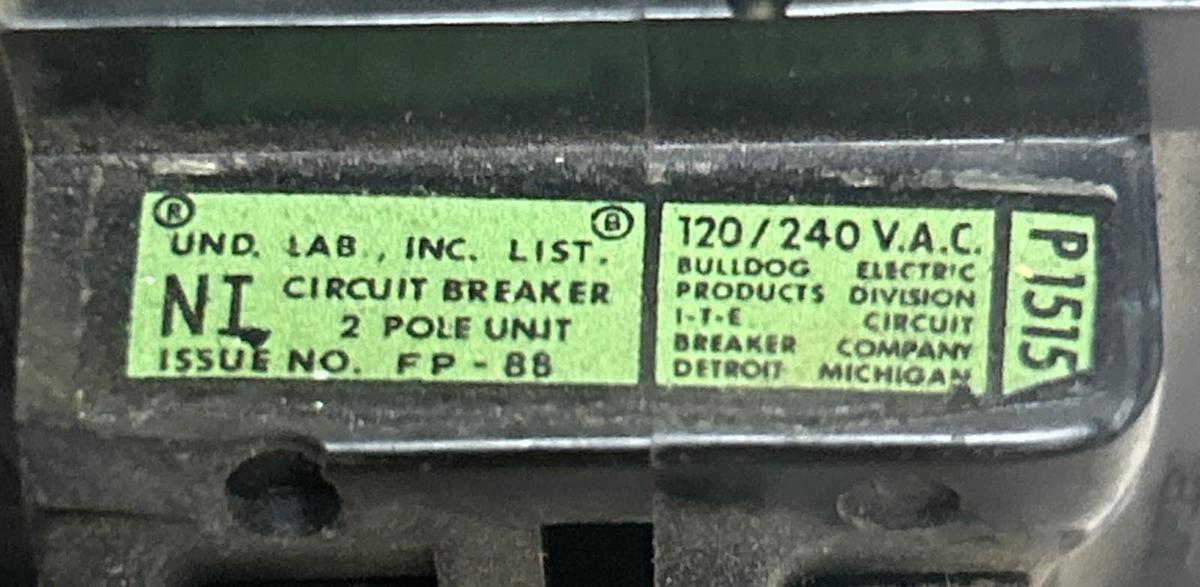 ® Ⓑ
UND. LAB., INC. LIST.
NI CIRCUIT BREAKER
2 POLE UNIT
ISSUE NO. FP-88
120/240 V.A.C.
BULLDOG ELECTRIC
PRODUCTS DIVISION
I-T-E CIRCUIT
BREAKER COMPANY
DETROIT MICHIGAN
P1515